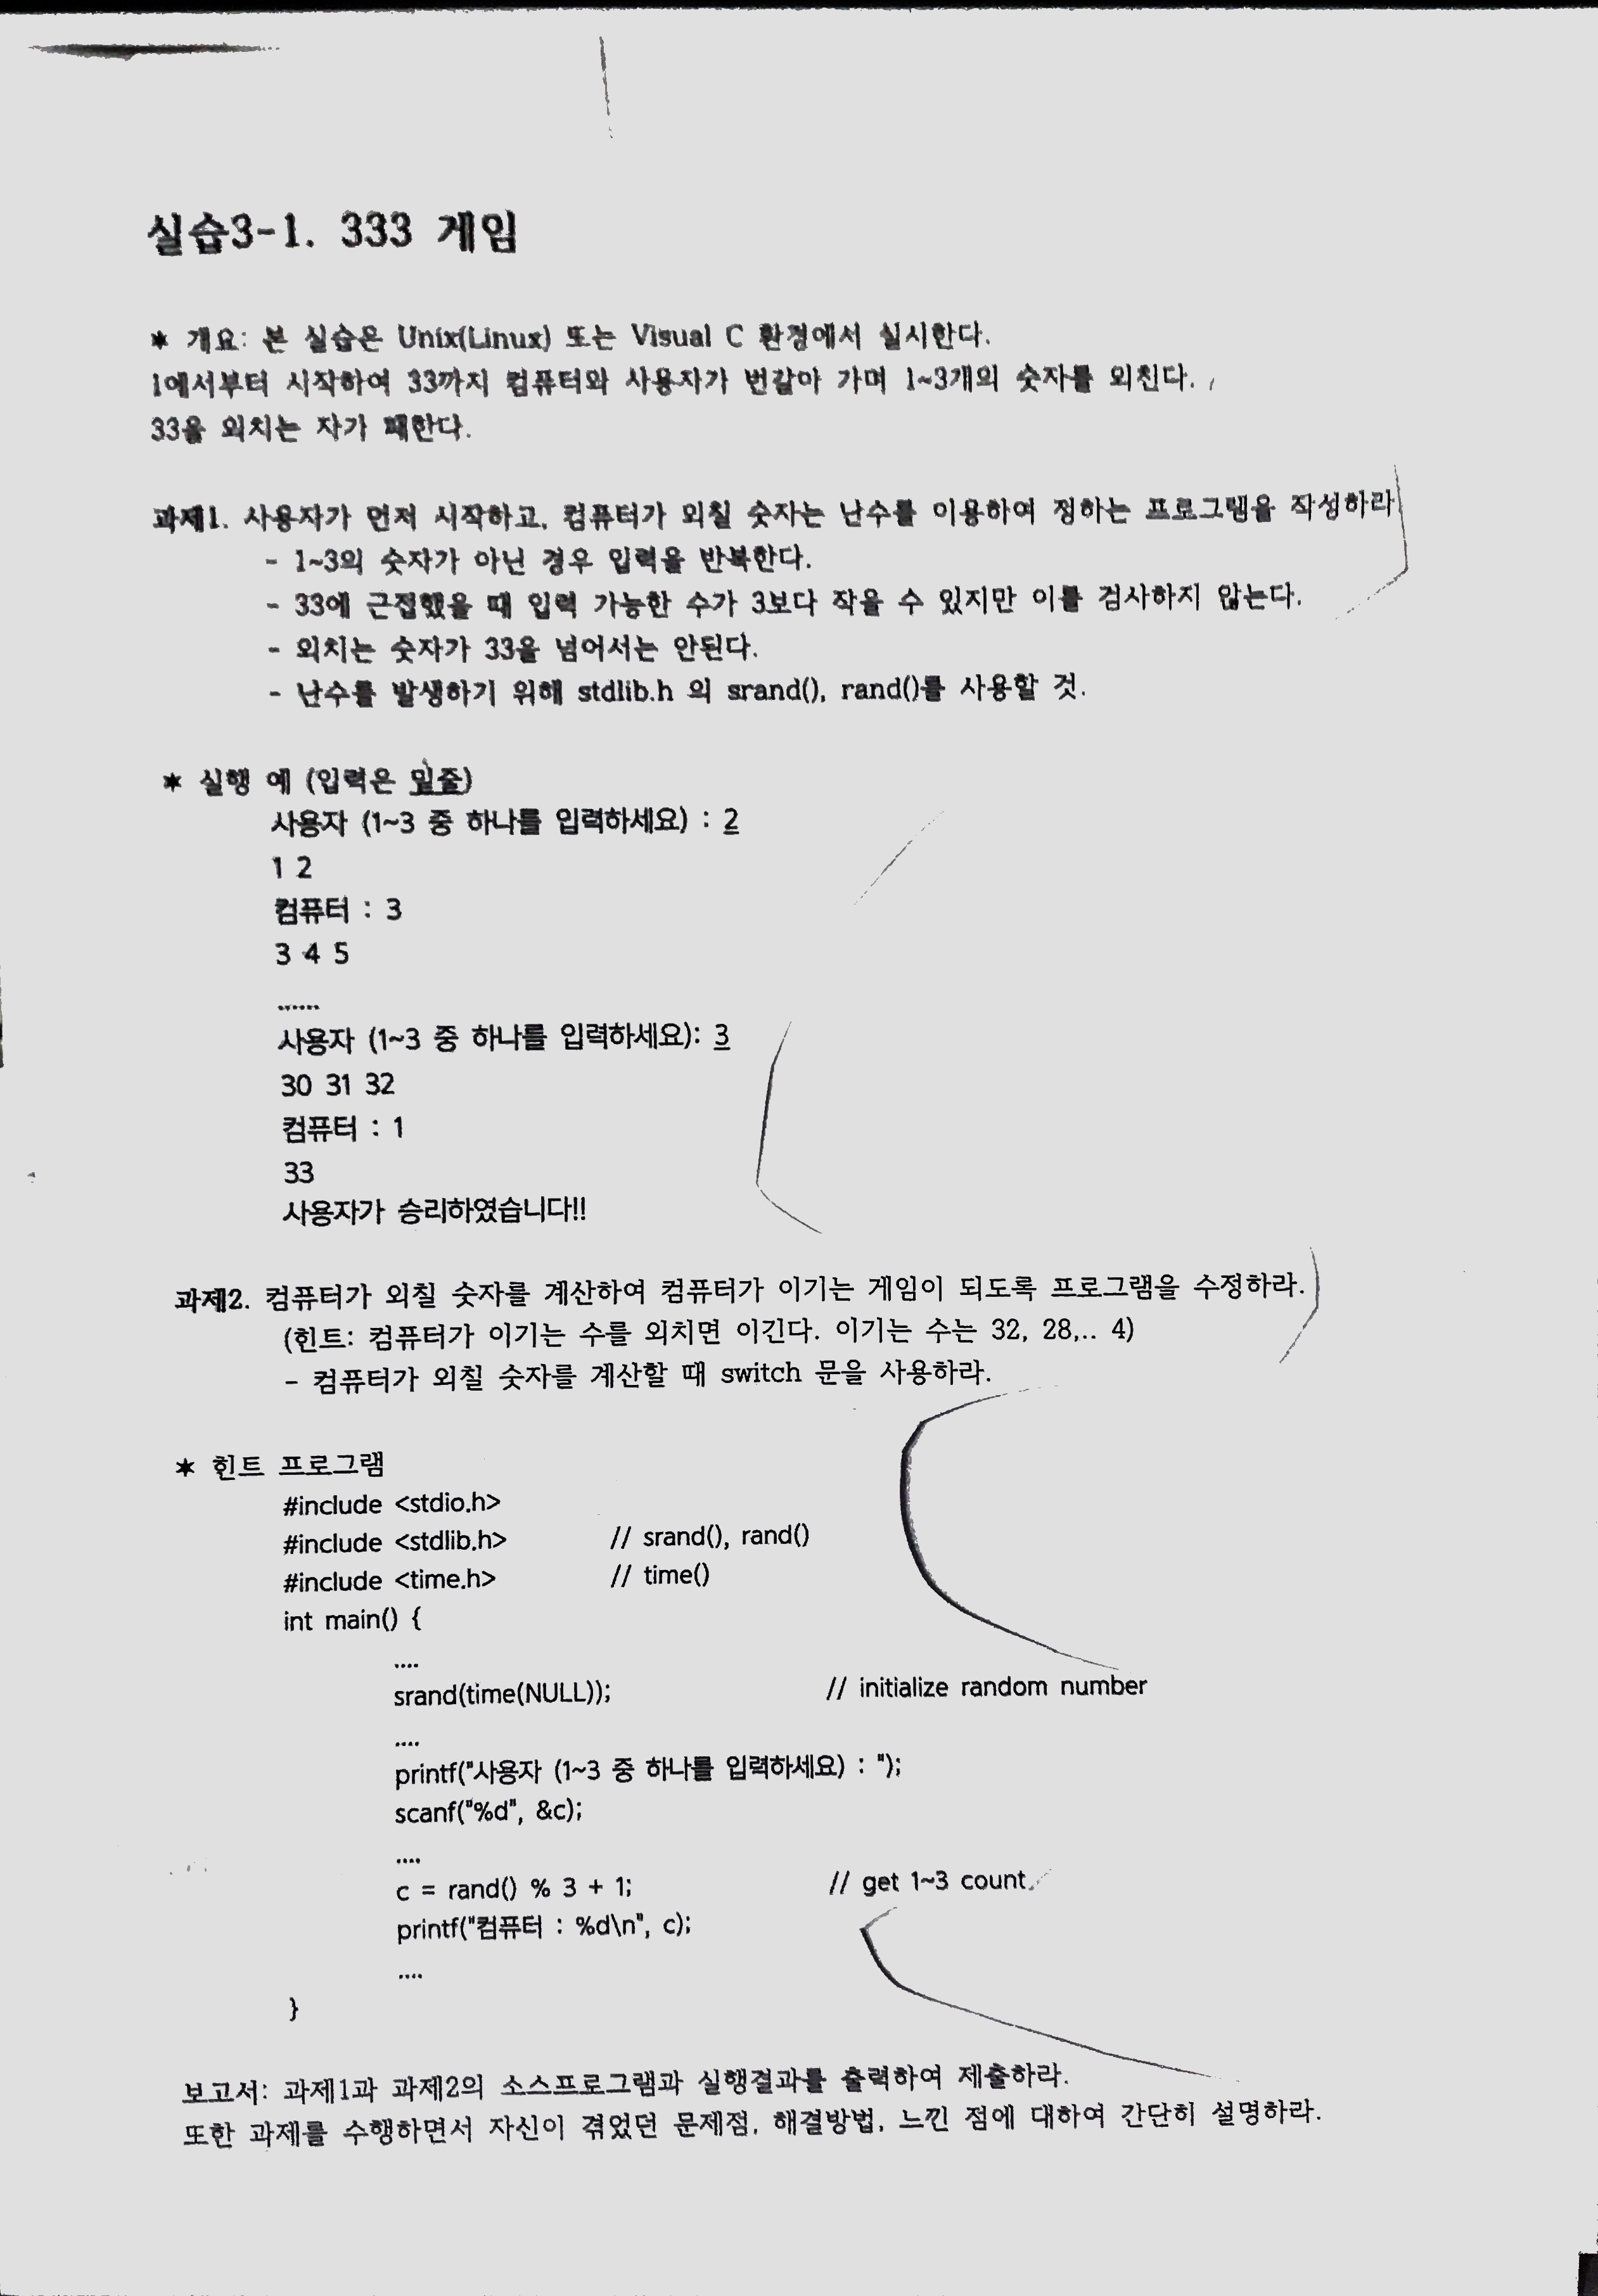 실습3-1. 333 게임
* 개요: 본 실습은 Unix(Linux) 또는 Visual C 환경에서 실시한다.
1에서부터 시작하여 33까지 컴퓨터와 사용자가 번갈아 가며 1~3개의 숫자를 외친다.
33을 외치는 자가 패한다.
과제1. 사용자가 먼저 시작하고, 컴퓨터가 외칠 숫자는 난수를 이용하여 정하는 프로그램을 작성하라
- 1~3의 숫자가 아닌 경우 입력을 반복한다.
- 33에 근접했을 때 입력 가능한 수가 3보다 작을 수 있지만 이를 검사하지 않는다.
- 외치는 숫자가 33을 넘어서는 안된다.
- 난수를 발생하기 위해 stdlib.h 의 srand(), rand()를 사용할 것.
* 실행 예 (입력은 밑줄)
사용자 (1~3 중 하나를 입력하세요) : 2
1 2
컴퓨터 : 3
3 4 5
......
사용자 (1~3 중 하나를 입력하세요): 3
30 31 32
컴퓨터 : 1
33
사용자가 승리하였습니다!!
과제2. 컴퓨터가 외칠 숫자를 계산하여 컴퓨터가 이기는 게임이 되도록 프로그램을 수정하라.
(힌트: 컴퓨터가 이기는 수를 외치면 이긴다. 이기는 수는 32, 28,.. 4)
- 컴퓨터가 외칠 숫자를 계산할 때 switch 문을 사용하라.
* 힌트 프로그램
#include <stdio.h>
#include <stdlib.h> // srand(), rand()
#include <time.h> // time()
int main() {
....
srand(time(NULL)); // initialize random number
....
printf("사용자 (1~3 중 하나를 입력하세요) : ");
scanf("%d", &c);
....
c = rand() % 3 + 1; // get 1~3 count
printf("컴퓨터 : %d\n", c);
....
}
보고서: 과제1과 과제2의 소스프로그램과 실행결과를 출력하여 제출하라.
또한 과제를 수행하면서 자신이 겪었던 문제점, 해결방법, 느낀 점에 대하여 간단히 설명하라.